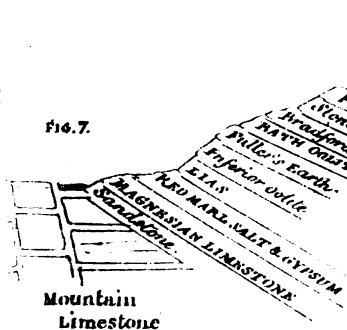 FIG. 7.
Bradford
BATH OOLITE
Fuller's Earth
Inferior oolite
LIAS
RED MARL SALT & GYPSUM
MAGNESIAN LIMESTONE
Sandstone
Mountain
Limestone